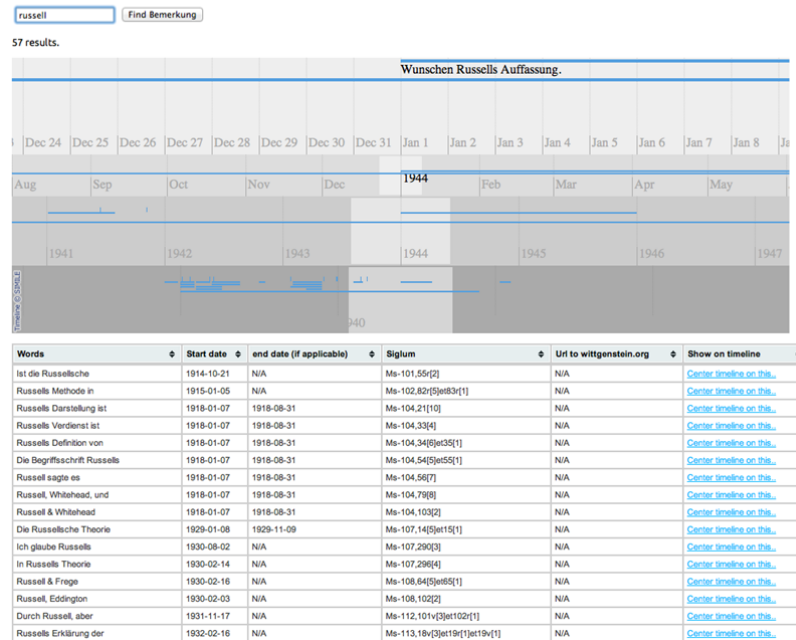 russell Find Bemerkung
57 results.
Wunschen Russells Auffassung.
Dec 24 Dec 25 Dec 26 Dec 27 Dec 28 Dec 29 Dec 30 Dec 31 Jan 1 Jan 2 Jan 3 Jan 4 Jan 5 Jan 6 Jan 7 Jan 8 Ja
Aug Sep Oct Nov Dec 1944 Feb Mar Apr May
1941 1942 1943 1944 1945 1946 1947
Timeline © SIMILE
940
Words Start date end date (if applicable) Siglum Url to wittgenstein.org Show on timeline
Ist die Russellsche 1914-10-21 N/A Ms-101,55r[2] N/A Center timeline on this..
Russells Methode in 1915-01-05 N/A Ms-102,82r[5]et83r[1] N/A Center timeline on this..
Russells Darstellung ist 1918-01-07 1918-08-31 Ms-104,21[10] N/A Center timeline on this..
Russells Verdienst ist 1918-01-07 1918-08-31 Ms-104,33[4] N/A Center timeline on this..
Russells Definition von 1918-01-07 1918-08-31 Ms-104,34[6]et35[1] N/A Center timeline on this..
Die Begriffsschrift Russells 1918-01-07 1918-08-31 Ms-104,54[5]et55[1] N/A Center timeline on this..
Russell sagte es 1918-01-07 1918-08-31 Ms-104,56[7] N/A Center timeline on this..
Russell, Whitehead, und 1918-01-07 1918-08-31 Ms-104,79[8] N/A Center timeline on this..
Russell & Whitehead 1918-01-07 1918-08-31 Ms-104,103[2] N/A Center timeline on this..
Die Russellsche Theorie 1929-01-08 1929-11-09 Ms-107,14[5]et15[1] N/A Center timeline on this..
Ich glaube Russells 1930-08-02 N/A Ms-107,290[3] N/A Center timeline on this..
In Russells Theorie 1930-02-14 N/A Ms-107,296[4] N/A Center timeline on this..
Russell & Frege 1930-02-16 N/A Ms-108,64[5]et65[1] N/A Center timeline on this..
Russell, Eddington 1930-02-03 N/A Ms-108,102[2] N/A Center timeline on this..
Durch Russell, aber 1931-11-17 N/A Ms-112,101v[3]et102r[1] N/A Center timeline on this..
Russells Erklärung der 1932-02-16 N/A Ms-113,18v[3]et19r[1]et19v[1] N/A Center timeline on this..